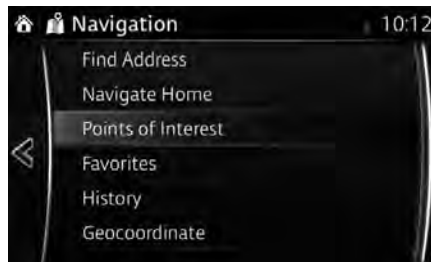 Navigation 10:12
Find Address
Navigate Home
Points of Interest
Favorites
History
Geocoordinate